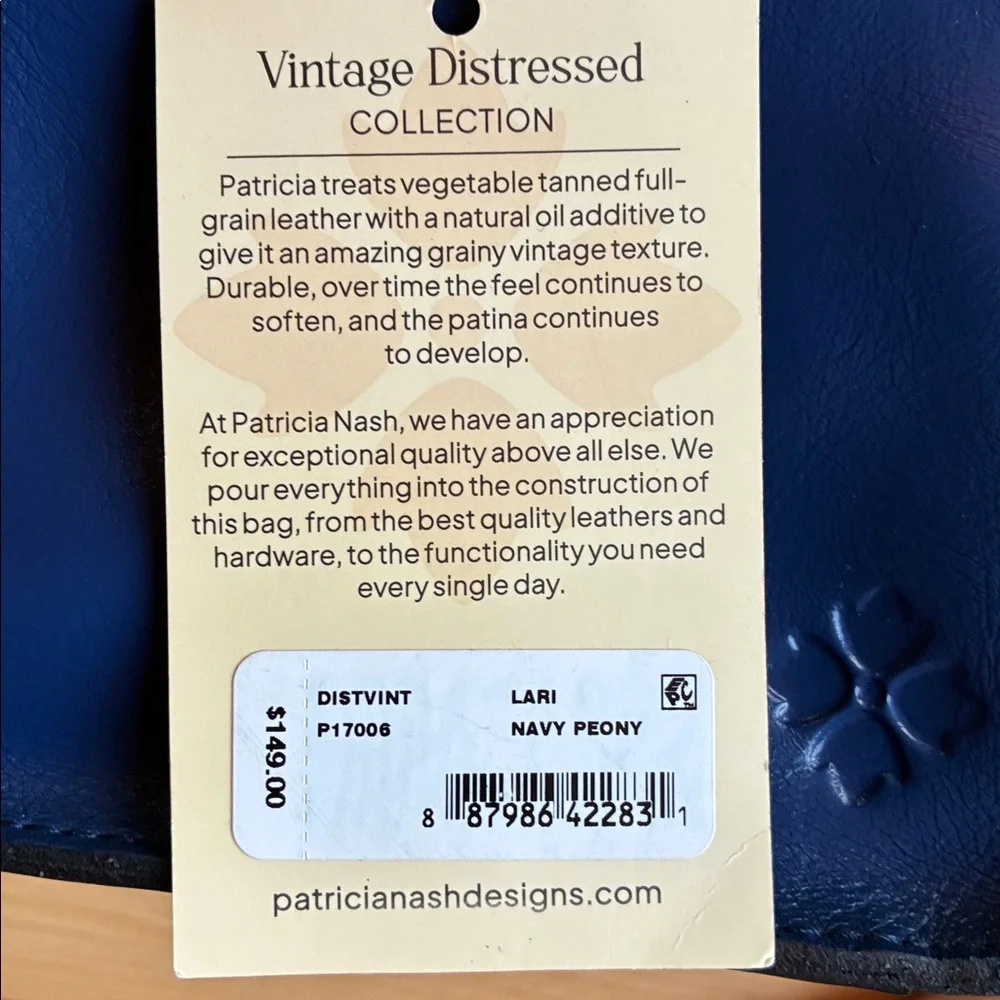 Vintage Distressed
COLLECTION
Patricia treats vegetable tanned full-
grain leather with a natural oil additive to
give it an amazing grainy vintage texture.
Durable, over time the feel continues to
soften, and the patina continues
to develop.
At Patricia Nash, we have an appreciation
for exceptional quality above all else. We
pour everything into the construction of
this bag, from the best quality leathers and
hardware, to the functionality you need
every single day.
$149.00
DISTVINT LARI
P17006 NAVY PEONY
EPC™
8 87986 42283 1
patricianashdesigns.com